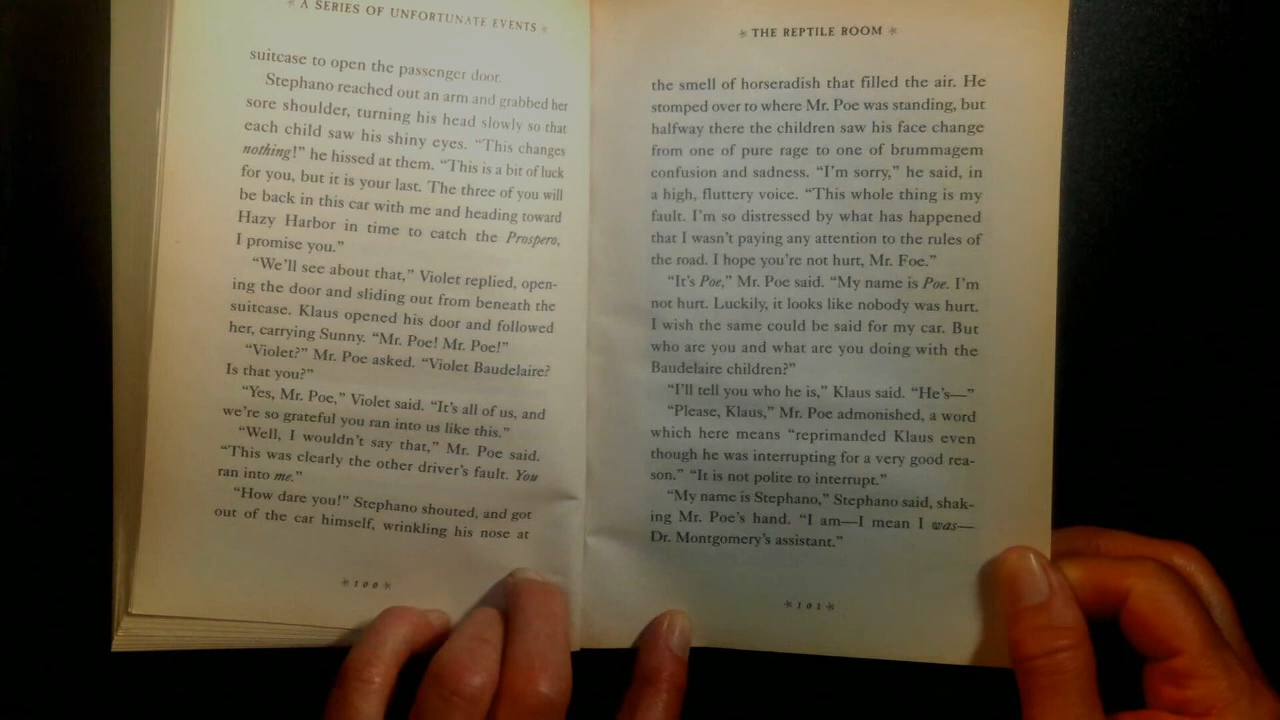 * A SERIES OF UNFORTUNATE EVENTS *
suitcase to open the passenger door.
Stephano reached out an arm and grabbed her
sore shoulder, turning his head slowly so that
each child saw his shiny eyes. “This changes
nothing!” he hissed at them. “This is a bit of luck
for you, but it is your last. The three of you will
be back in this car with me and heading toward
Hazy Harbor in time to catch the Prospero,
I promise you.”
“We’ll see about that,” Violet replied, open-
ing the door and sliding out from beneath the
suitcase. Klaus opened his door and followed
her, carrying Sunny. “Mr. Poe! Mr. Poe!”
“Violet?” Mr. Poe asked. “Violet Baudelaire?
Is that you?”
“Yes, Mr. Poe,” Violet said. “It’s all of us, and
we’re so grateful you ran into us like this.”
“Well, I wouldn’t say that,” Mr. Poe said.
“This was clearly the other driver’s fault. You
ran into me.”
“How dare you!” Stephano shouted, and got
out of the car himself, wrinkling his nose at
* 100 *
* THE REPTILE ROOM *
the smell of horseradish that filled the air. He
stomped over to where Mr. Poe was standing, but
halfway there the children saw his face change
from one of pure rage to one of brummagem
confusion and sadness. “I’m sorry,” he said, in
a high, fluttery voice. “This whole thing is my
fault. I’m so distressed by what has happened
that I wasn’t paying any attention to the rules of
the road. I hope you’re not hurt, Mr. Foe.”
“It’s Poe,” Mr. Poe said. “My name is Poe. I’m
not hurt. Luckily, it looks like nobody was hurt.
I wish the same could be said for my car. But
who are you and what are you doing with the
Baudelaire children?”
“I’ll tell you who he is,” Klaus said. “He’s—”
“Please, Klaus,” Mr. Poe admonished, a word
which here means “reprimanded Klaus even
though he was interrupting for a very good rea-
son.” “It is not polite to interrupt.”
“My name is Stephano,” Stephano said, shak-
ing Mr. Poe’s hand. “I am—I mean I was—
Dr. Montgomery’s assistant.”
* 101 *